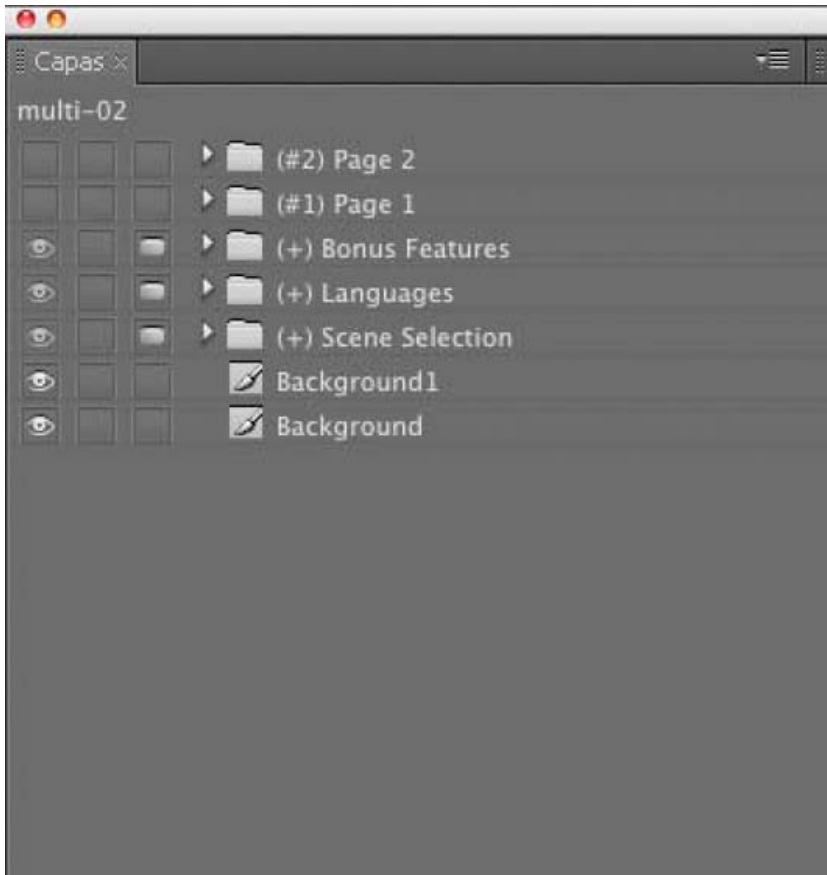 Capas
multi-02
(#2) Page 2
(#1) Page 1
(+) Bonus Features
(+) Languages
(+) Scene Selection
Background1
Background